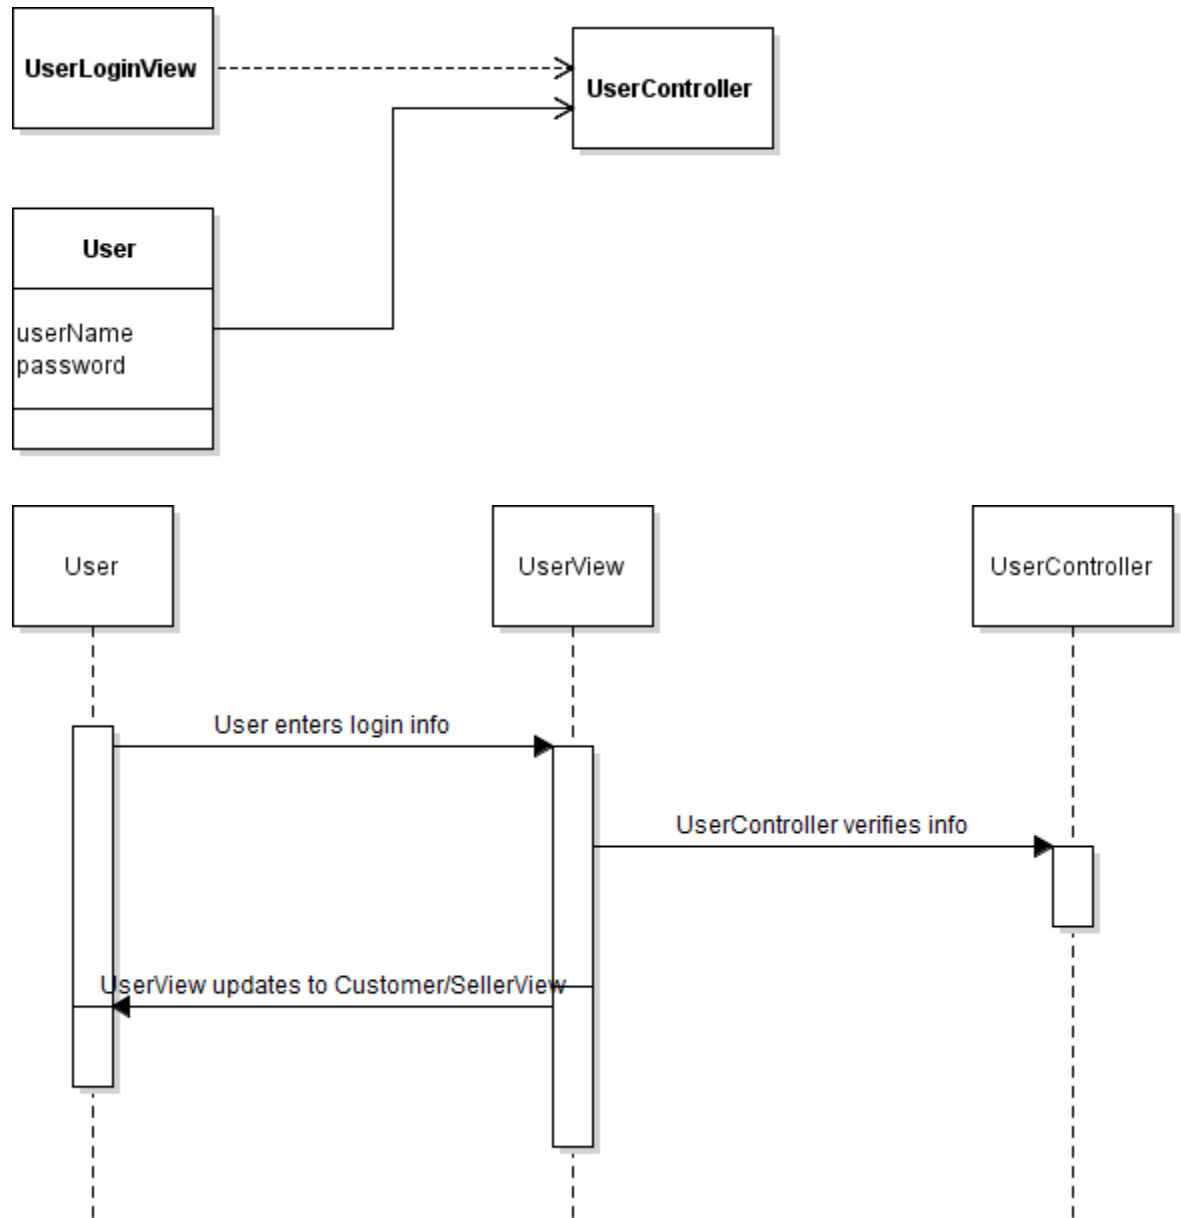 UserLoginView
UserController
User
userName
password
User
UserView
UserController
User enters login info
UserController verifies info
UserView updates to Customer/SellerView